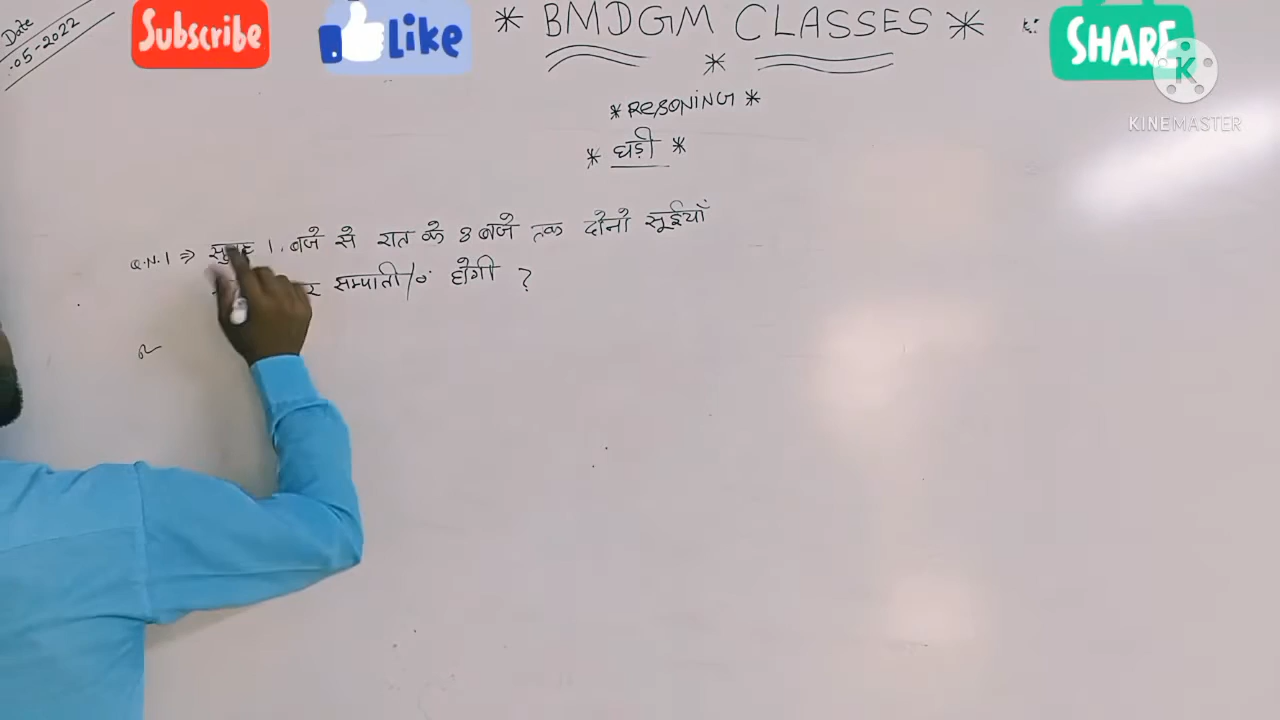 Date
.05-2022
Subscribe
Like
* BMDGM CLASSES *
SHARE
K
KINEMASTER
* REBONING *
* घड़ी *
Q.N.1 ⇒ सुबह 1. बजे से रात के 8 बजे तक दोनो सूईयाँ
सम्पाती/0° होगी ?